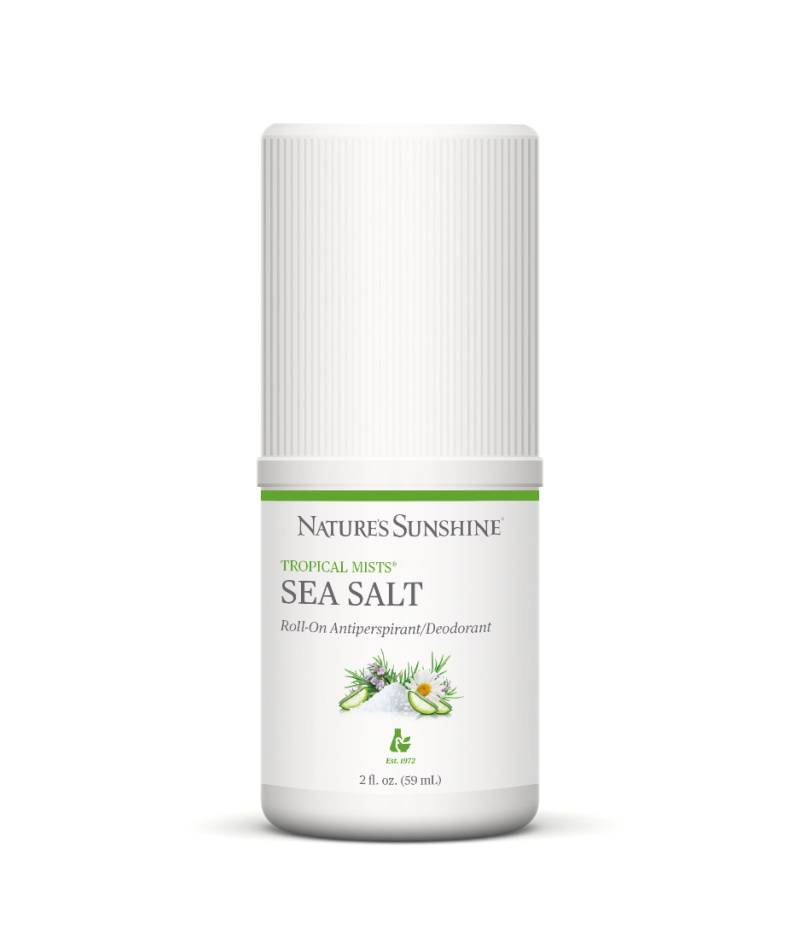 NATURE'S SUNSHINE
TROPICAL MISTS®
SEA SALT
Roll-On Antiperspirant/Deodorant
Est. 1972
2 fl. oz. (59 mL)